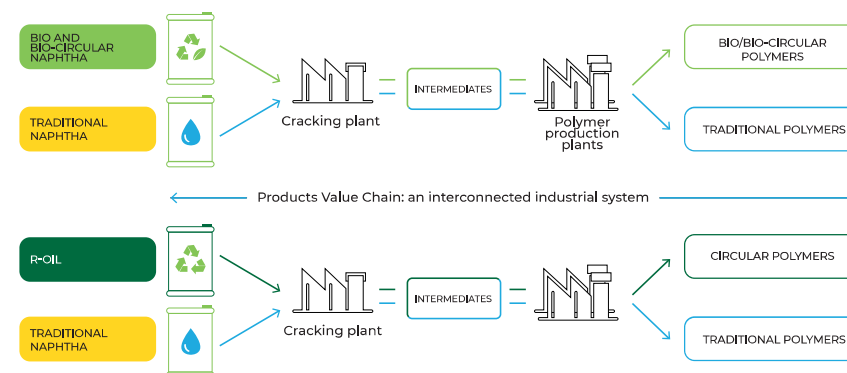 BIO AND
BIO-CIRCULAR
NAPHTHA
INTERMEDIATES
BIO/BIO-CIRCULAR
POLYMERS
Cracking plant
Polymer
production
plants
TRADITIONAL
NAPHTHA
TRADITIONAL POLYMERS
Products Value Chain: an interconnected industrial system
R-OIL
CIRCULAR POLYMERS
INTERMEDIATES
Cracking plant
TRADITIONAL
NAPHTHA
TRADITIONAL POLYMERS